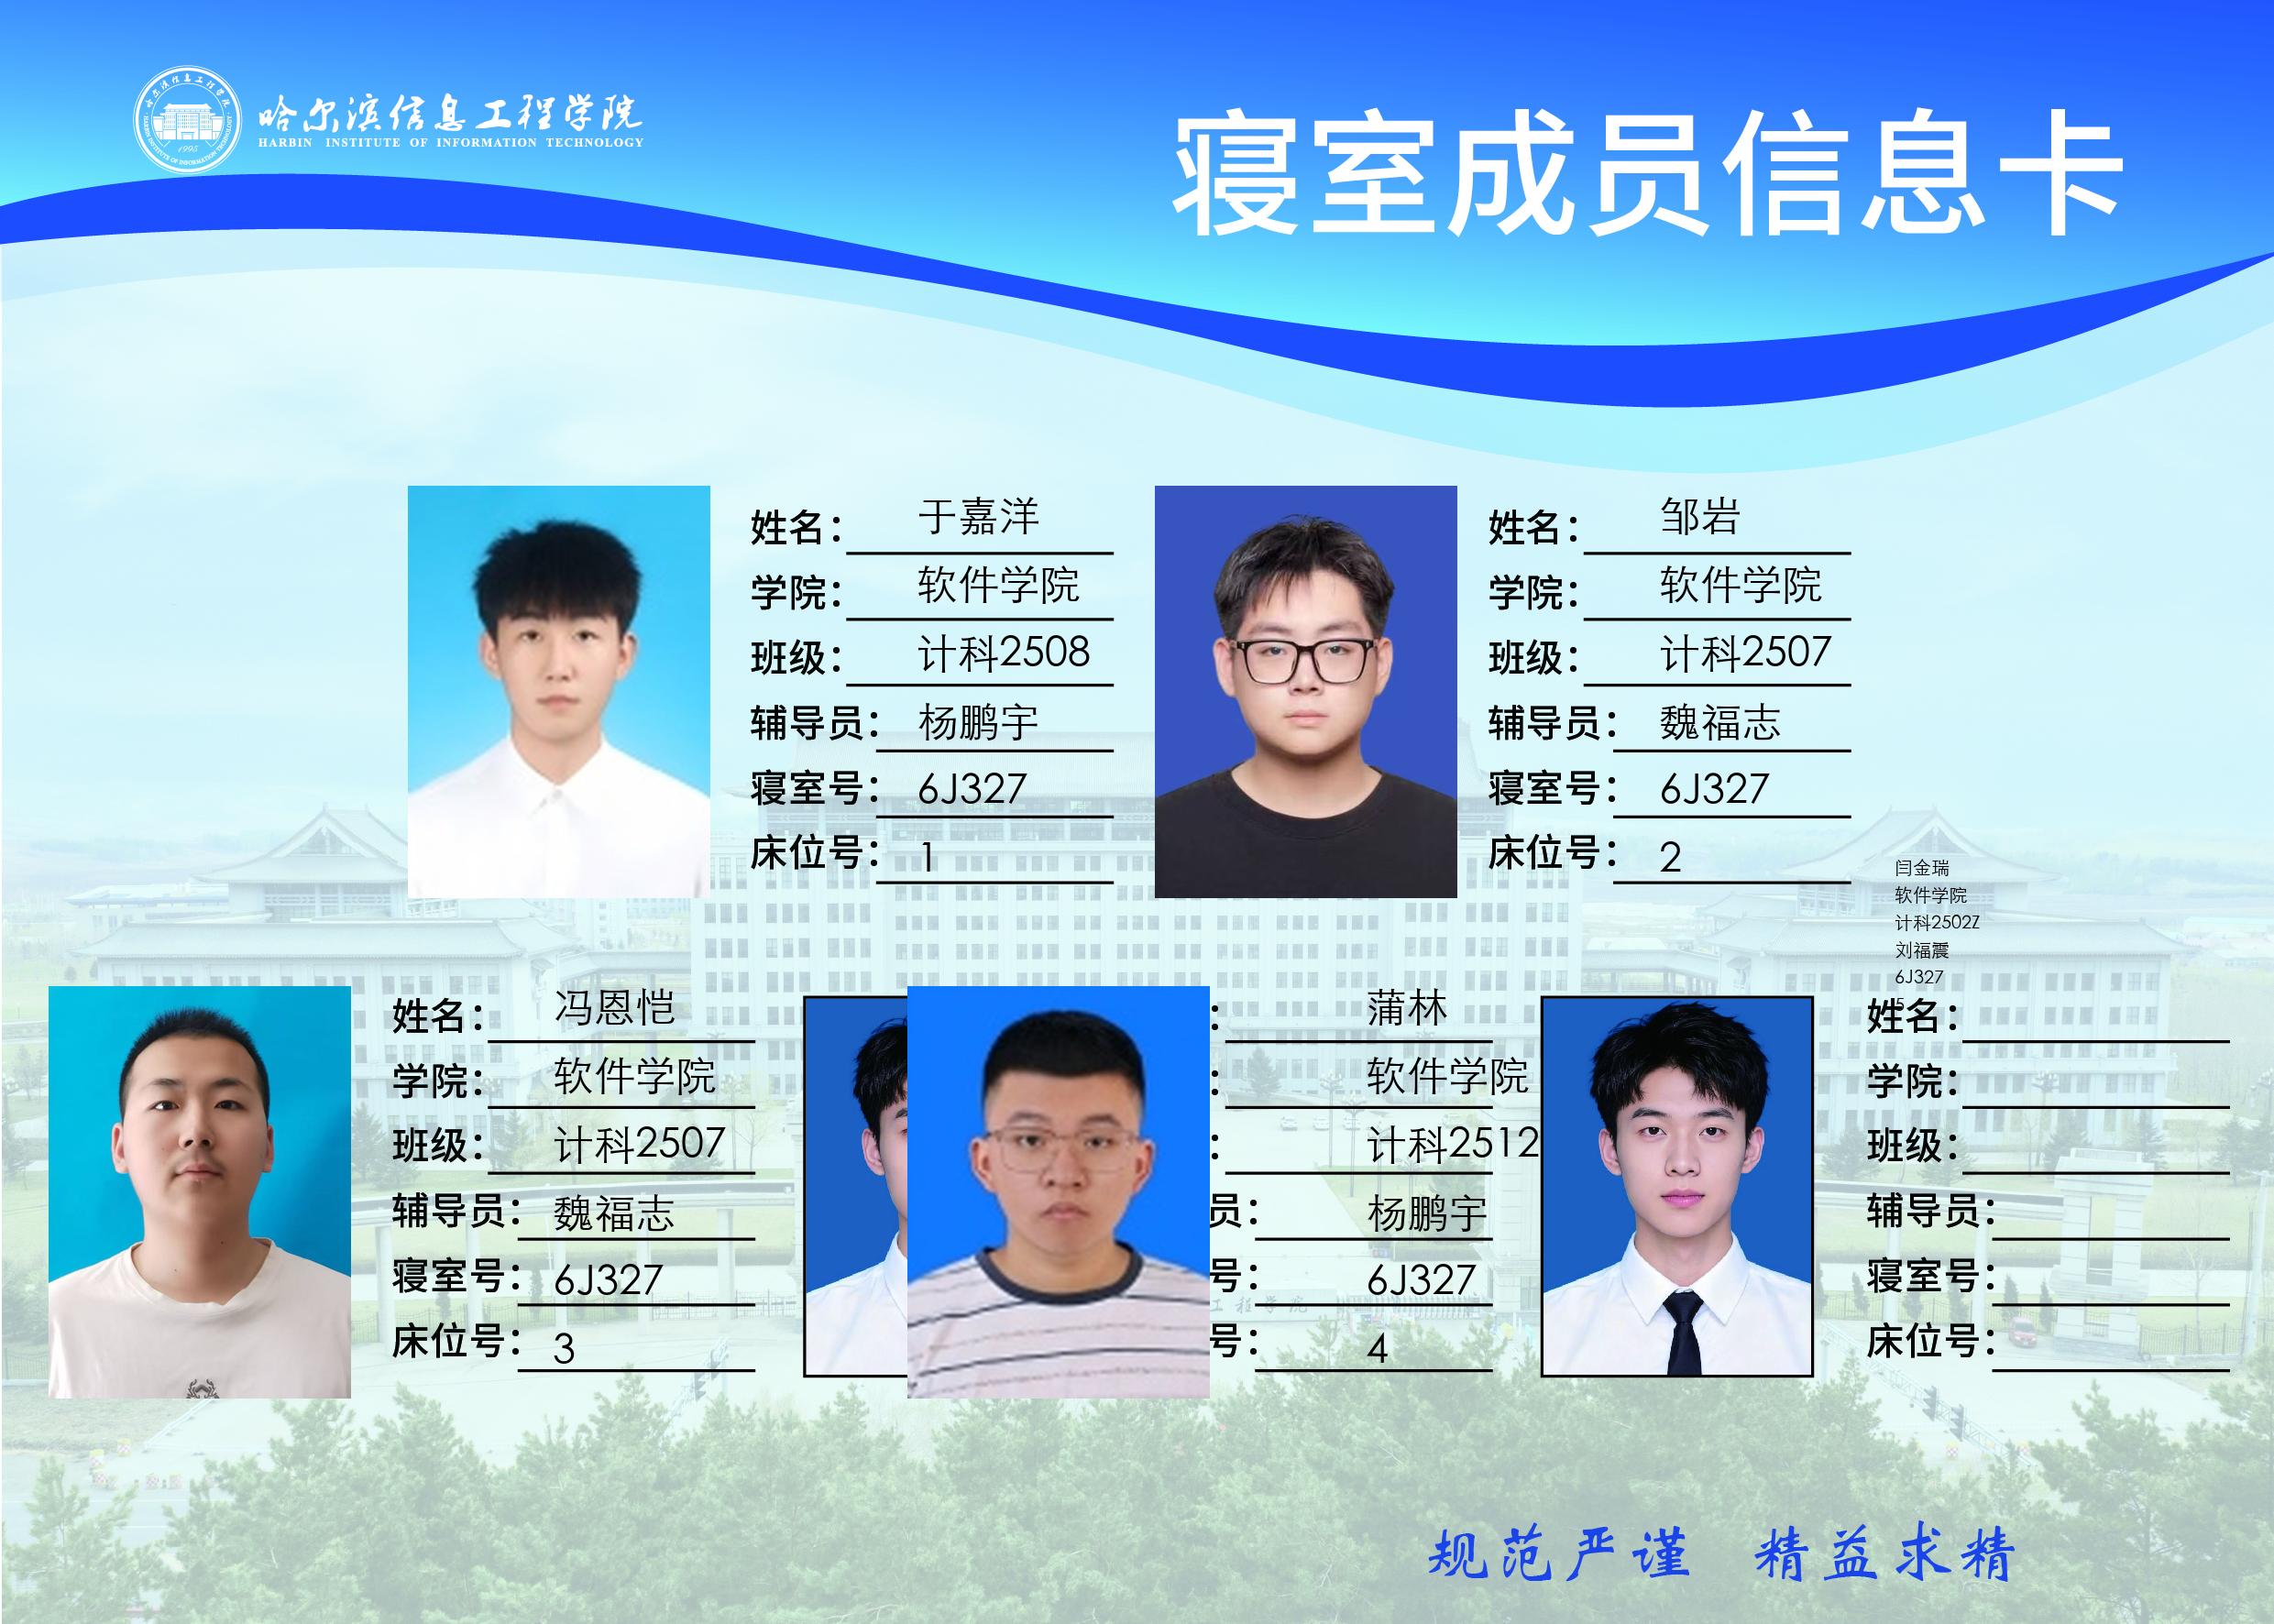 哈尔滨信息工程学院
HARBIN INSTITUTE OF INFORMATION TECHNOLOGY
1995
寝室成员信息卡
姓名： 于嘉洋
学院： 软件学院
班级： 计科2508
辅导员： 杨鹏宇
寝室号： 6J327
床位号： 1
姓名： 邹岩
学院： 软件学院
班级： 计科2507
辅导员： 魏福志
寝室号： 6J327
床位号： 2
闫金瑞
软件学院
计科2502Z
刘福震
6J327
5
姓名： 冯恩恺
学院： 软件学院
班级： 计科2507
辅导员： 魏福志
寝室号： 6J327
床位号： 3
： 蒲林
： 软件学院
： 计科2512
员： 杨鹏宇
号： 6J327
号： 4
姓名：
学院：
班级：
辅导员：
寝室号：
床位号：
规范严谨 精益求精